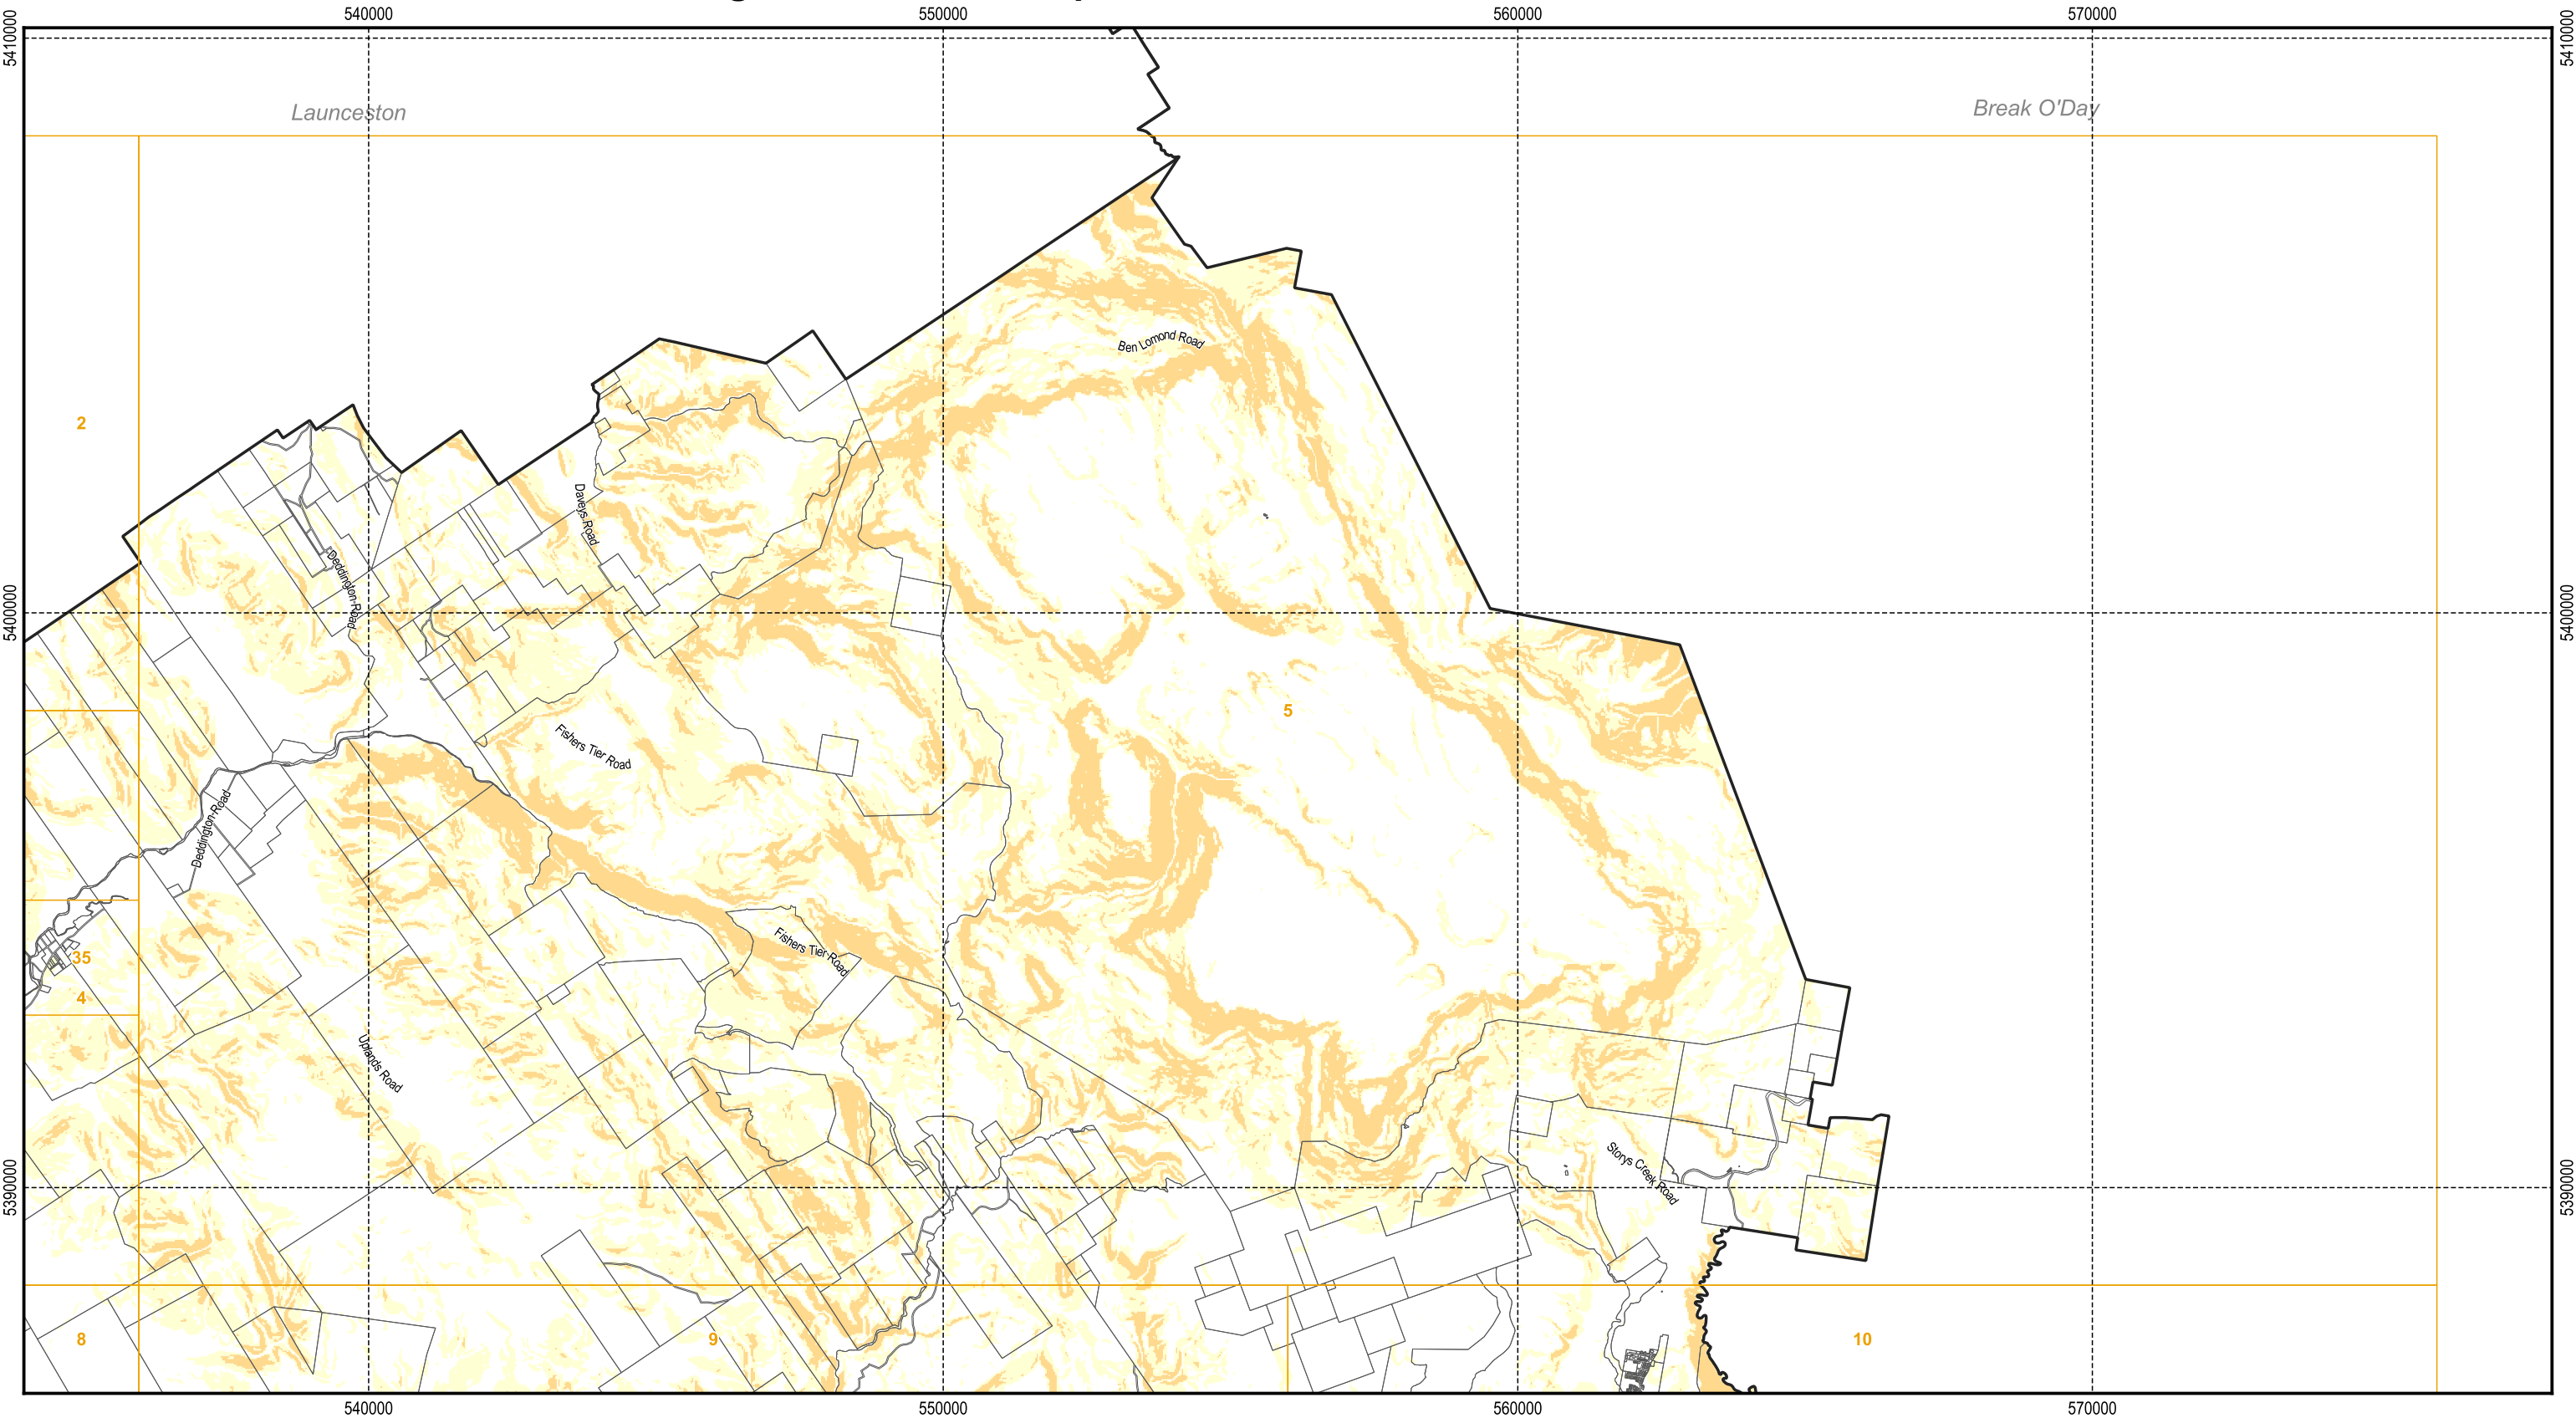 540000
550000
560000
570000
5410000
5410000
Launceston
Break O'Day
Ben Lomond Road
2
Daveys Road
Deddington Road
5400000
5400000
5
Fishers Tier Road
Deddington Road
Fishers Tier Road
35
4
Uplands Road
Storys Creek Road
5390000
5390000
8
9
10
540000
550000
560000
570000